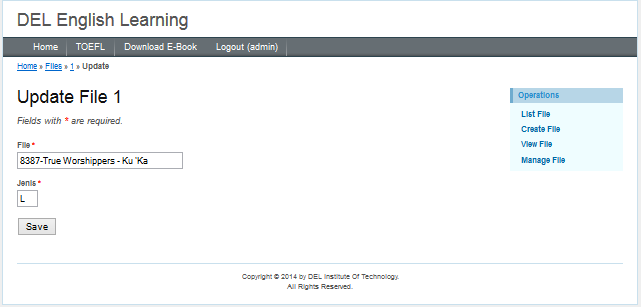 DEL English Learning
Home TOEFL Download E-Book Logout (admin)
Home » Files » 1 » Update
Update File 1
Fields with * are required.
File *
8387-True Worshippers - Ku 'Ka
Jenis *
L
Save
Operations
List File
Create File
View File
Manage File
Copyright © 2014 by DEL Institute Of Technology.
All Rights Reserved.